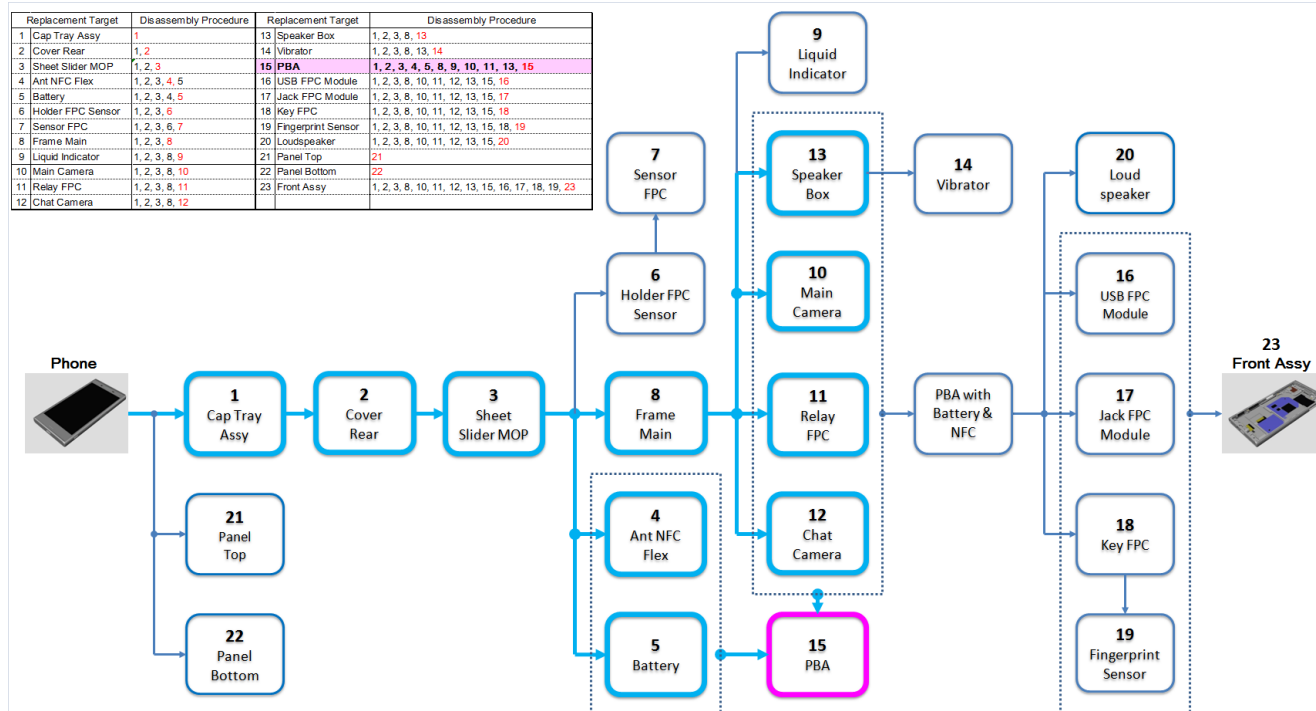 Replacement Target Disassembly Procedure Replacement Target Disassembly Procedure
1 Cap Tray Assy 1 13 Speaker Box 1, 2, 3, 8, 13
2 Cover Rear 1, 2 14 Vibrator 1, 2, 3, 8, 13, 14
3 Sheet Slider MOP 1, 2, 3 15 PBA 1, 2, 3, 4, 5, 8, 9, 10, 11, 13, 15
4 Ant NFC Flex 1, 2, 3, 4, 5 16 USB FPC Module 1, 2, 3, 8, 10, 11, 12, 13, 15, 16
5 Battery 1, 2, 3, 4, 5 17 Jack FPC Module 1, 2, 3, 8, 10, 11, 12, 13, 15, 17
6 Holder FPC Sensor 1, 2, 3, 6 18 Key FPC 1, 2, 3, 8, 10, 11, 12, 13, 15, 18
7 Sensor FPC 1, 2, 3, 6, 7 19 Fingerprint Sensor 1, 2, 3, 8, 10, 11, 12, 13, 15, 18, 19
8 Frame Main 1, 2, 3, 8 20 Loudspeaker 1, 2, 3, 8, 10, 11, 12, 13, 15, 20
9 Liquid Indicator 1, 2, 3, 8, 9 21 Panel Top 21
10 Main Camera 1, 2, 3, 8, 10 22 Panel Bottom 22
11 Relay FPC 1, 2, 3, 8, 11 23 Front Assy 1, 2, 3, 8, 10, 11, 12, 13, 15, 16, 17, 18, 19, 23
12 Chat Camera 1, 2, 3, 8, 12
9
Liquid
Indicator
7
Sensor
FPC
13
Speaker
Box
14
Vibrator
20
Loud
speaker
6
Holder FPC
Sensor
10
Main
Camera
16
USB FPC
Module
Phone
1
Cap Tray
Assy
2
Cover
Rear
3
Sheet
Slider MOP
8
Frame
Main
11
Relay
FPC
PBA with
Battery &
NFC
17
Jack FPC
Module
23
Front Assy
21
Panel
Top
4
Ant NFC
Flex
12
Chat
Camera
18
Key FPC
22
Panel
Bottom
5
Battery
15
PBA
19
Fingerprint
Sensor